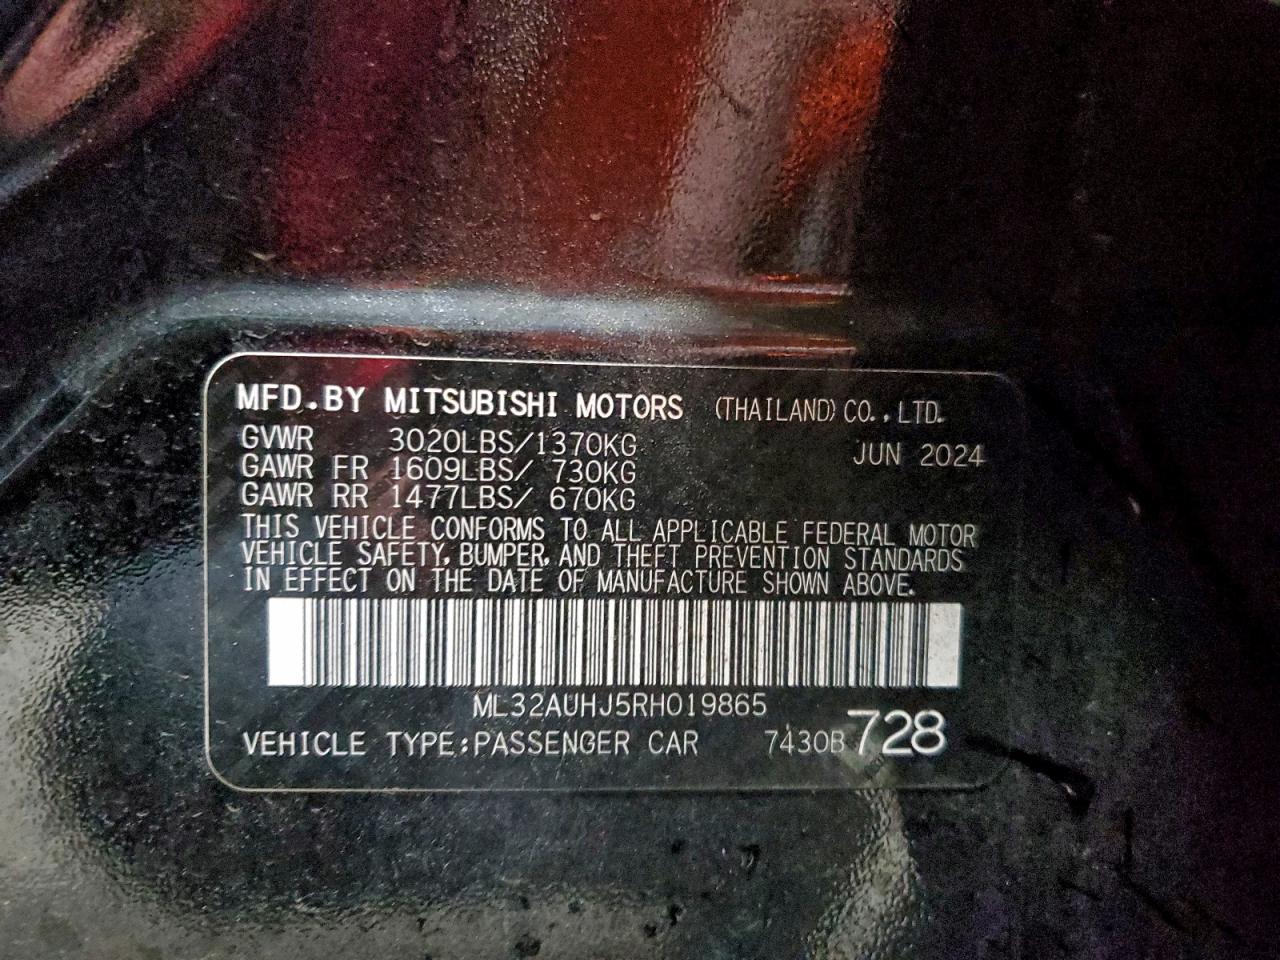 MFD.BY MITSUBISHI MOTORS (THAILAND) CO.,LTD.
GVWR 3020LBS/1370KG JUN 2024
GAWR FR 1609LBS/ 730KG
GAWR RR 1477LBS/ 670KG
THIS VEHICLE CONFORMS TO ALL APPLICABLE FEDERAL MOTOR
VEHICLE SAFETY, BUMPER, AND THEFT PREVENTION STANDARDS
IN EFFECT ON THE DATE OF MANUFACTURE SHOWN ABOVE.
ML32AUHJ5RH019865
VEHICLE TYPE:PASSENGER CAR 7430B 728